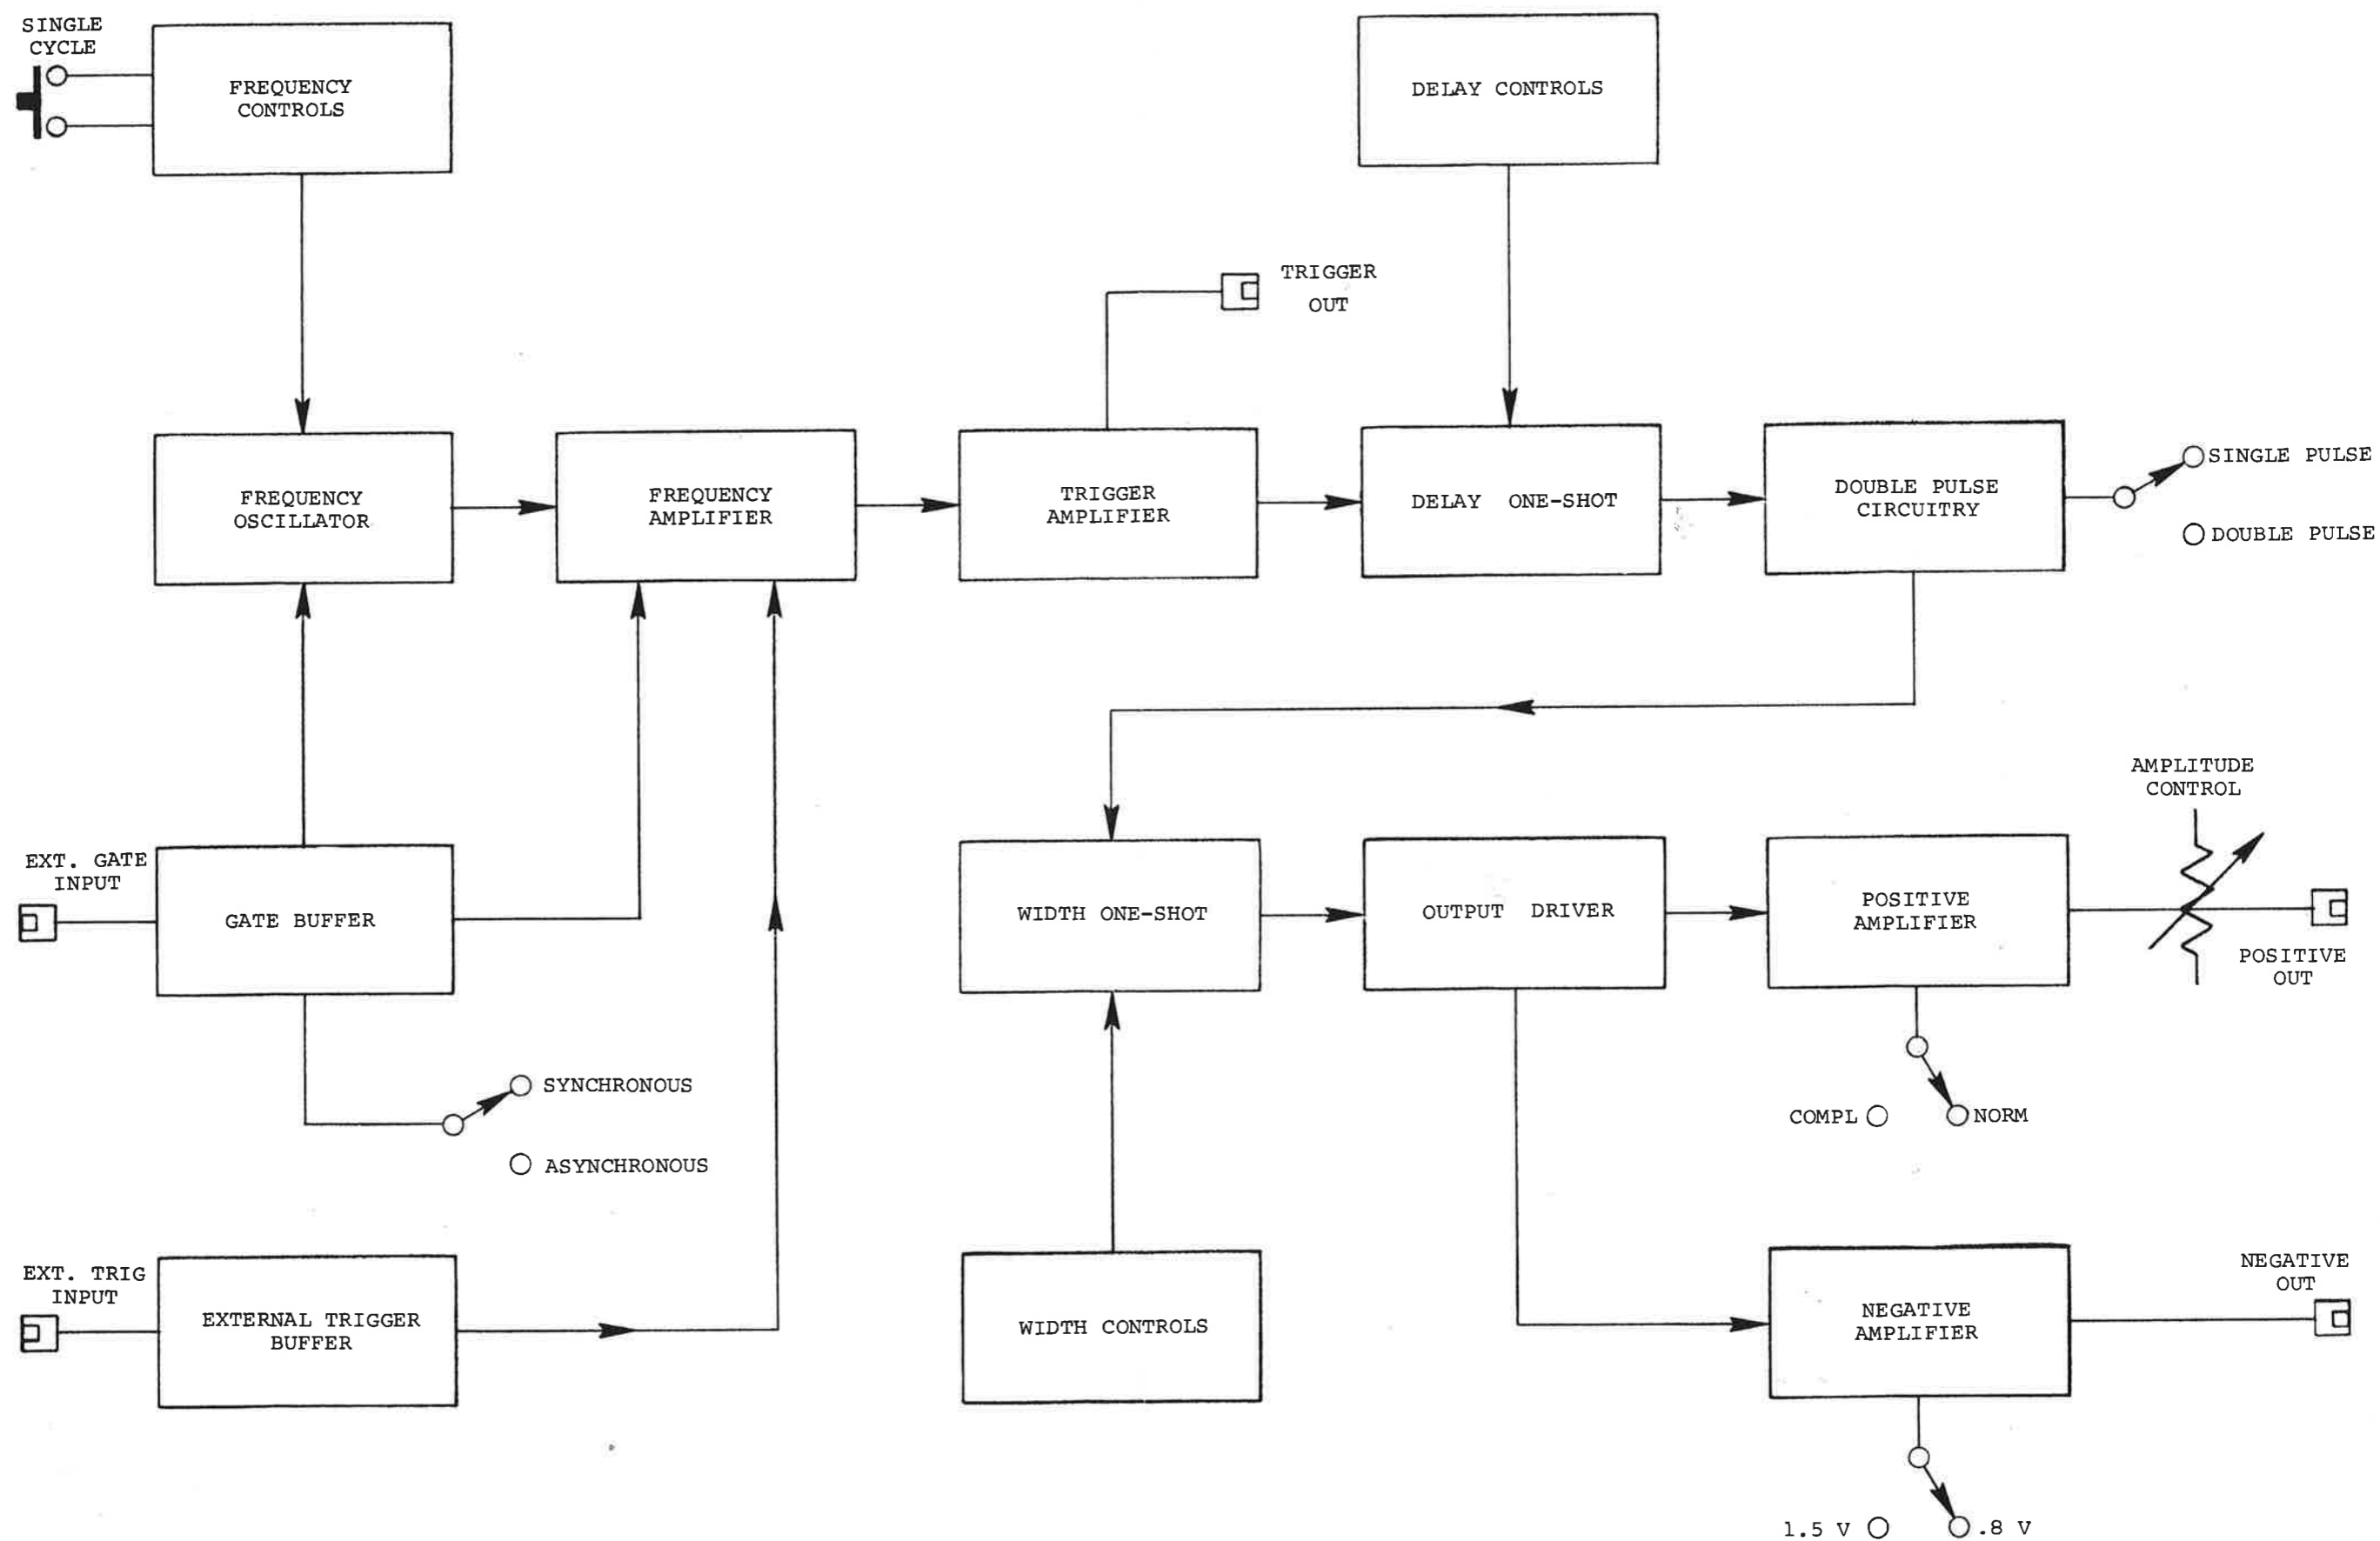 SINGLE
CYCLE
FREQUENCY
CONTROLS
DELAY CONTROLS
TRIGGER
OUT
FREQUENCY
OSCILLATOR
FREQUENCY
AMPLIFIER
TRIGGER
AMPLIFIER
DELAY ONE-SHOT
DOUBLE PULSE
CIRCUITRY
SINGLE PULSE
DOUBLE PULSE
EXT. GATE
INPUT
GATE BUFFER
SYNCHRONOUS
ASYNCHRONOUS
WIDTH ONE-SHOT
OUTPUT DRIVER
POSITIVE
AMPLIFIER
AMPLITUDE
CONTROL
POSITIVE
OUT
COMPL
NORM
EXT. TRIG
INPUT
EXTERNAL TRIGGER
BUFFER
WIDTH CONTROLS
NEGATIVE
AMPLIFIER
NEGATIVE
OUT
1.5 V
.8 V